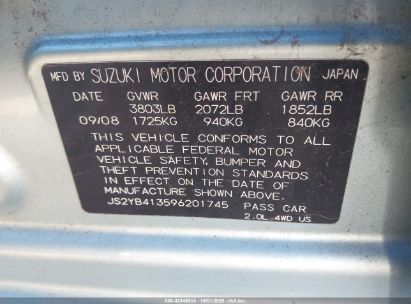 MFD BY SUZUKI MOTOR CORPORATION JAPAN
DATE GVWR GAWR FRT GAWR RR
3803LB 2072LB 1852LB
09/08 1725KG 940KG 840KG
THIS VEHICLE CONFORMS TO ALL
APPLICABLE FEDERAL MOTOR
VEHICLE SAFETY, BUMPER AND
THEFT PREVENTION STANDARDS
IN EFFECT ON THE DATE OF
MANUFACTURE SHOWN ABOVE.
JS2YB413596201745 PASS CAR
2.0L 4WD US